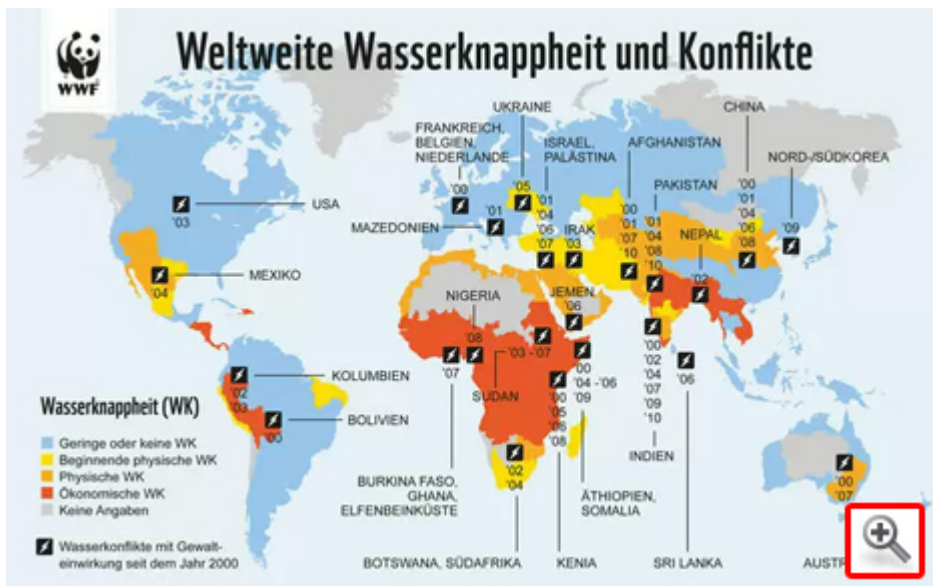 WWF
Weltweite Wasserknappheit und Konflikte
UKRAINE
CHINA
FRANKREICH,
BELGIEN,
NIEDERLANDE
ISRAEL,
PALÄSTINA
AFGHANISTAN
NORD-/SÜDKOREA
'00
'05
'01
'04
'06
'07
'00
'01
'07
'10
PAKISTAN
'01
'04
'08
'10
'00
'01
'04
'06
'08
'09
USA
'03
'01
MAZEDONIEN
IRAK
'03
NEPAL
'02
MEXIKO
'04
NIGERIA
'08
JEMEN
'06
'07
'03 - '07
SUDAN
'00
'04 - '06
'09
'00
'02
'04
'07
'09
'10
'06
KOLUMBIEN
'02
'03
BOLIVIEN
'00
'00
'05
'06
'08
INDIEN
'02
'04
'00
'07
Wasserknappheit (WK)
Geringe oder keine WK
Beginnende physische WK
Physische WK
Ökonomische WK
Keine Angaben
Wasserkonflikte mit Gewalt-
einwirkung seit dem Jahr 2000
BURKINA FASO,
GHANA,
ELFENBEINKÜSTE
ÄTHIOPIEN,
SOMALIA
BOTSWANA, SÜDAFRIKA
KENIA
SRI LANKA